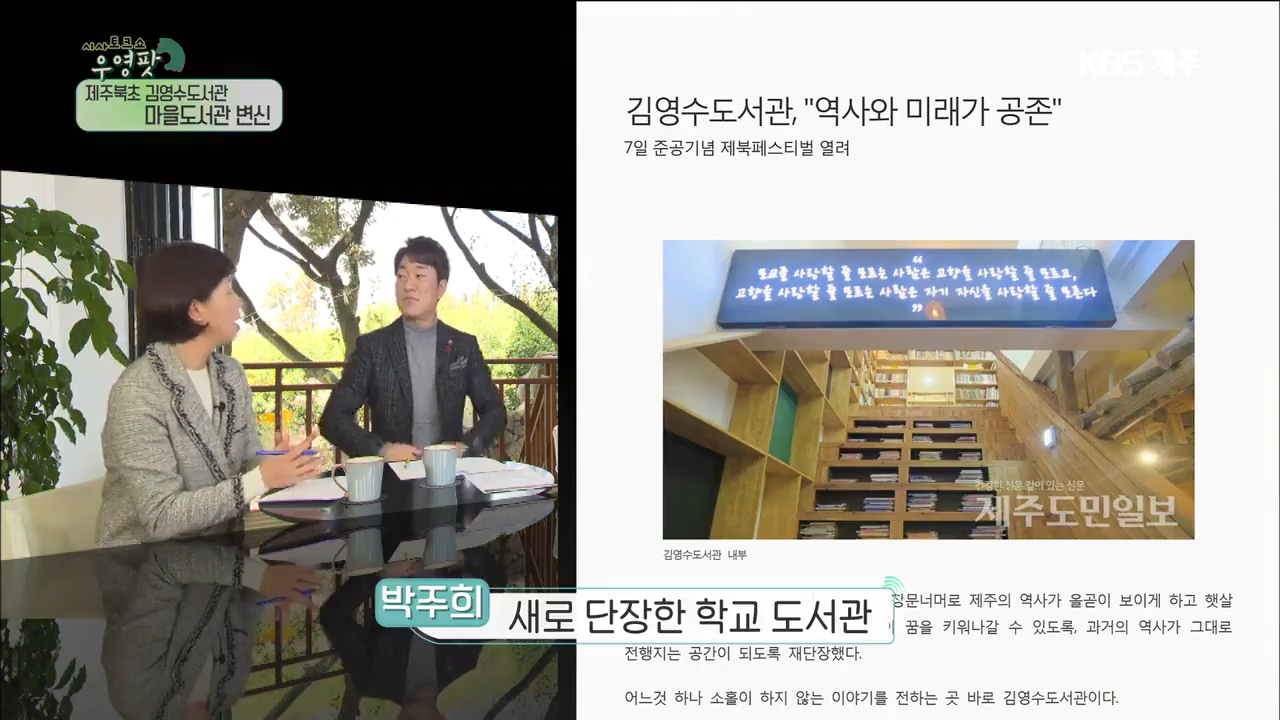 시사토크쇼
우영팟
제주북초 김영수도서관
마을도서관 변신
KBS 제주
김영수도서관, "역사와 미래가 공존"
7일 준공기념 제북페스티벌 열려
“
모교를 사랑할 줄 모르는 사람은 고향을 사랑할 줄 모르고,
고향을 사랑할 줄 모르는 사람은 자기 자신을 사랑할 줄 모른다
”
건강한 신문 곁에 있는 신문
제주도민일보
김영수도서관 내부
박주희
새로 단장한 학교 도서관
창문너머로 제주의 역사가 올곧이 보이게 하고 햇살
꿈을 키워나갈 수 있도록, 과거의 역사가 그대로
전행지는 공간이 되도록 재단장했다.
어느것 하나 소홀이 하지 않는 이야기를 전하는 곳 바로 김영수도서관이다.